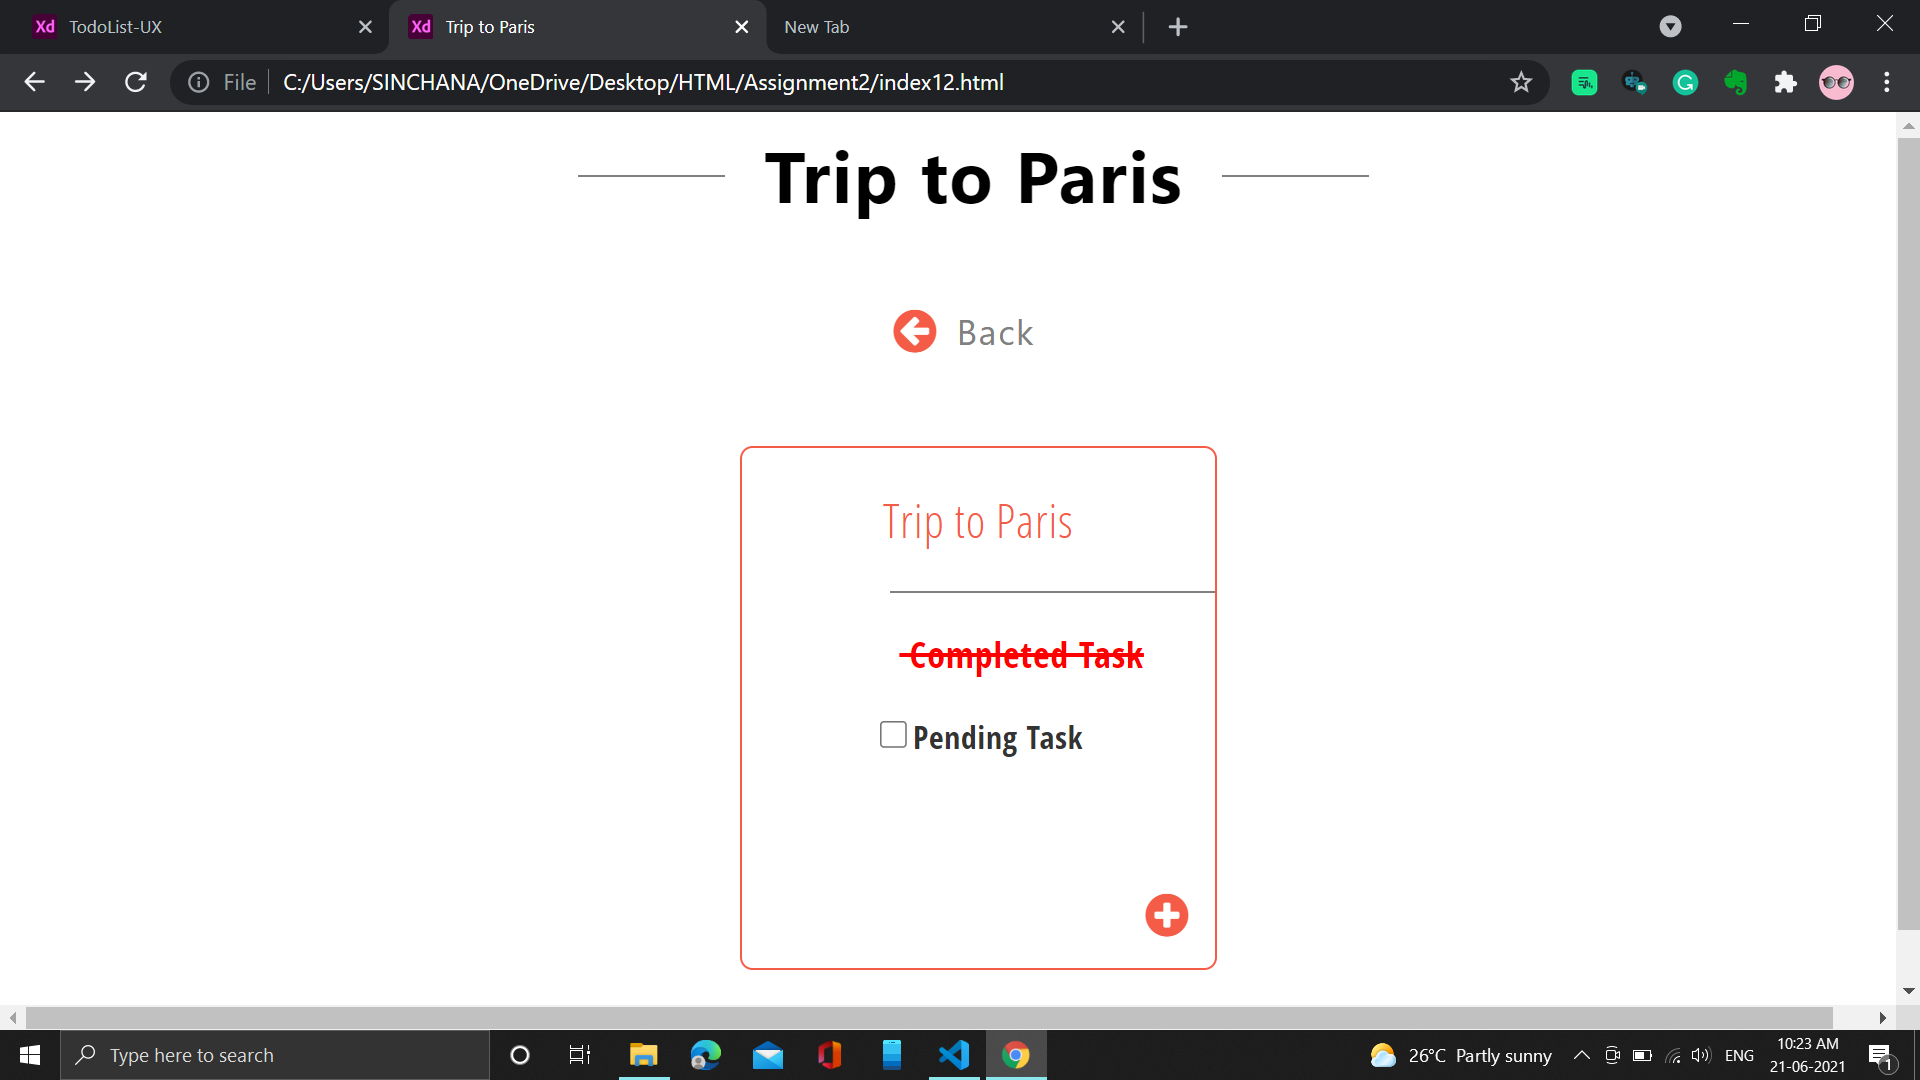 Xd TodoList-UX
Xd Trip to Paris
New Tab
File C:/Users/SINCHANA/OneDrive/Desktop/HTML/Assignment2/index12.html
Trip to Paris
Back
Trip to Paris
Completed Task
Pending Task
Type here to search
26°C Partly sunny
ENG
10:23 AM
21-06-2021
1